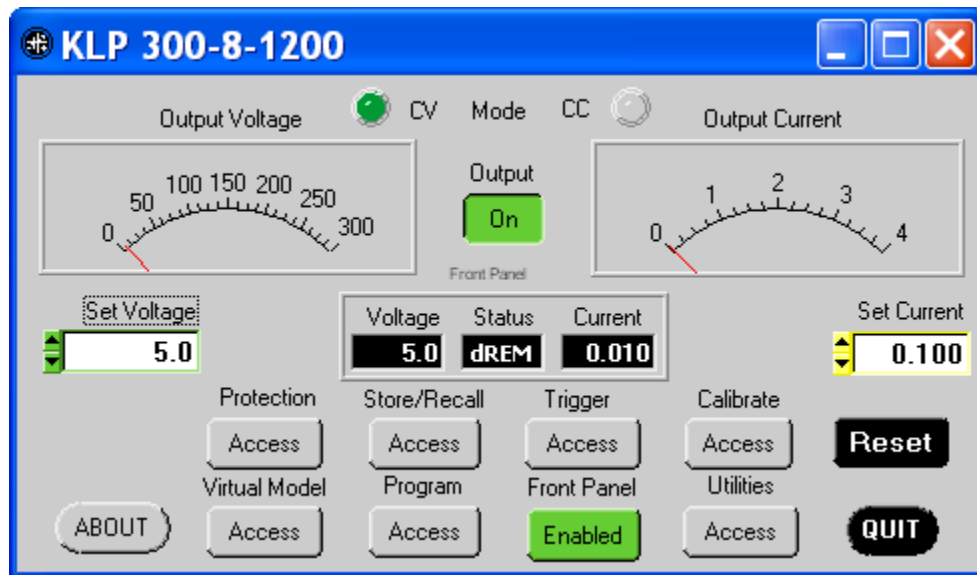 KLP 300-8-1200
CV Mode CC
Output Voltage
Output Current
0 50 100 150 200 250 300
Output
On
0 1 2 3 4
Front Panel
Set Voltage
5.0
Voltage Status Current
5.0 dREM 0.010
Set Current
0.100
Protection Store/Recall Trigger Calibrate
Access Access Access Access Reset
Virtual Model Program Front Panel Utilities
ABOUT Access Access Enabled Access QUIT